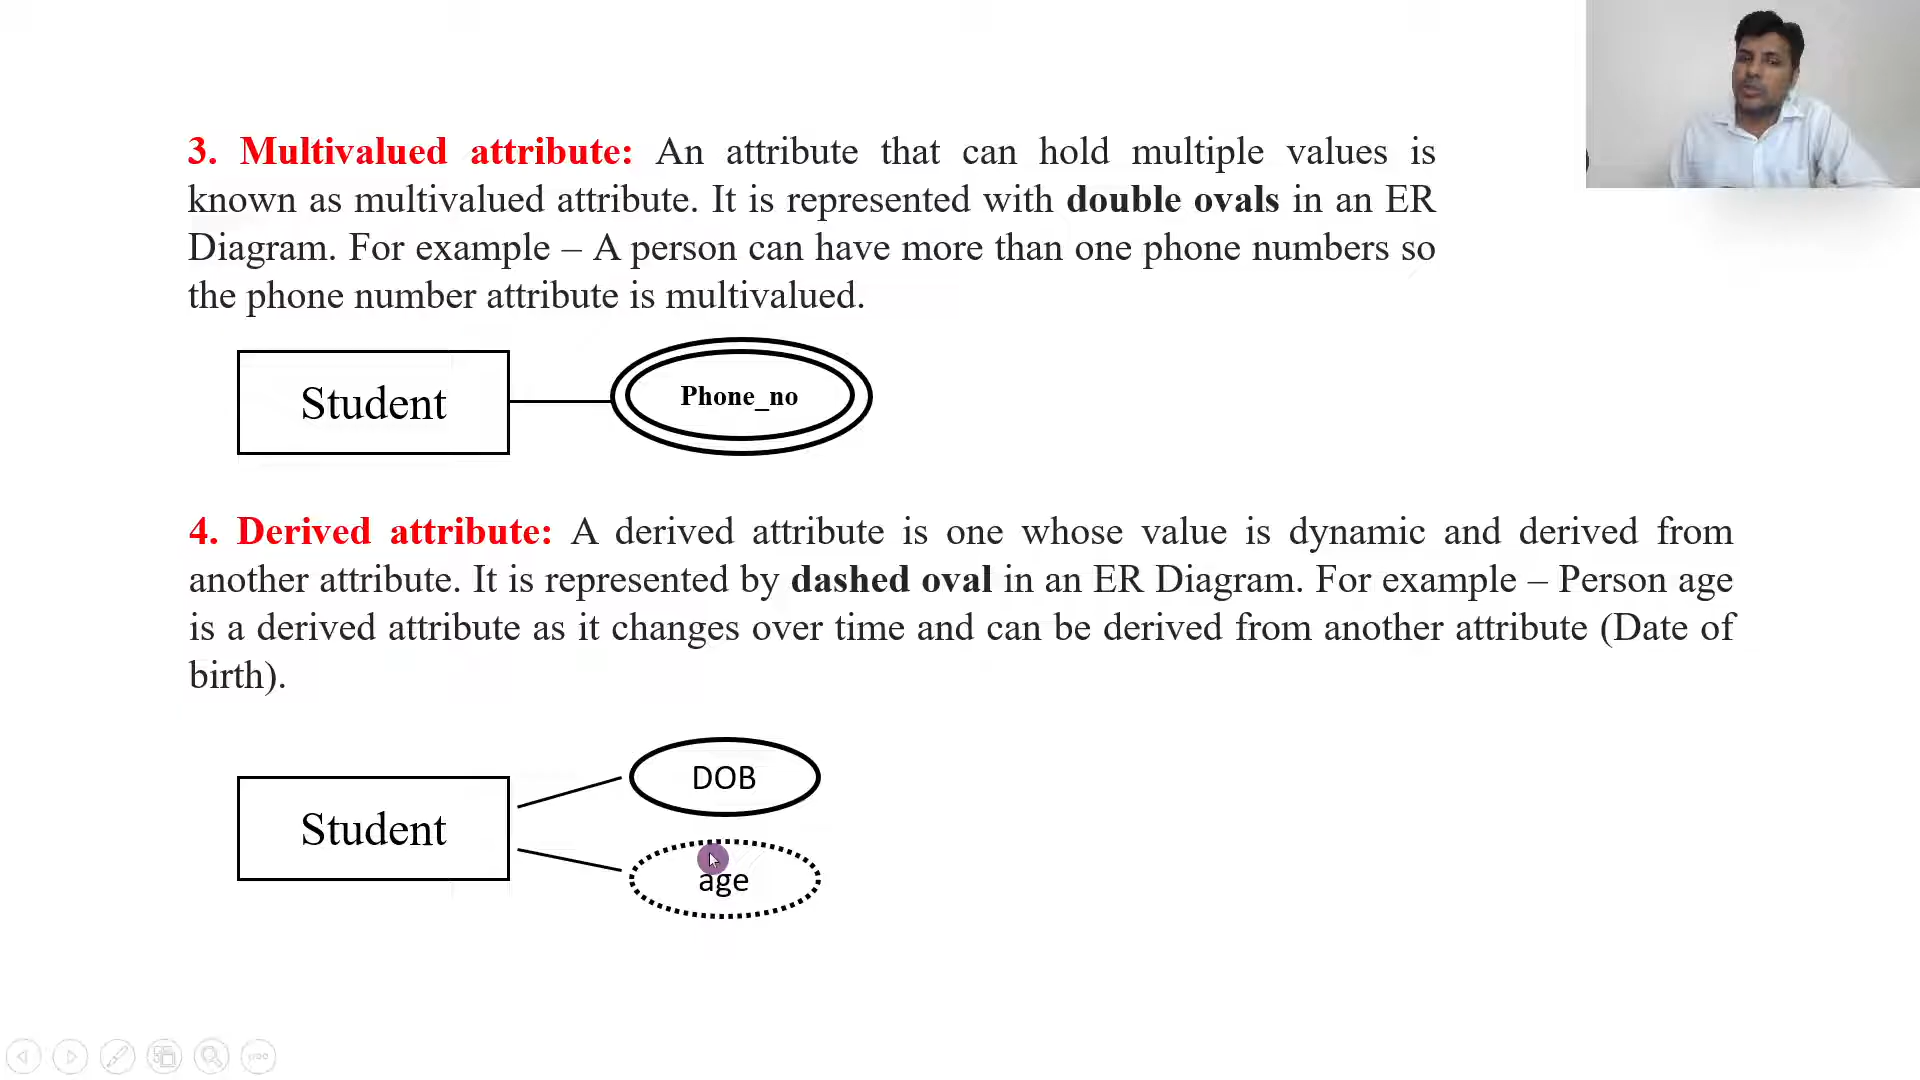 3. Multivalued attribute: An attribute that can hold multiple values is
known as multivalued attribute. It is represented with double ovals in an ER
Diagram. For example – A person can have more than one phone numbers so
the phone number attribute is multivalued.
Student
Phone_no
4. Derived attribute: A derived attribute is one whose value is dynamic and derived from
another attribute. It is represented by dashed oval in an ER Diagram. For example – Person age
is a derived attribute as it changes over time and can be derived from another attribute (Date of
birth).
DOB
Student
age